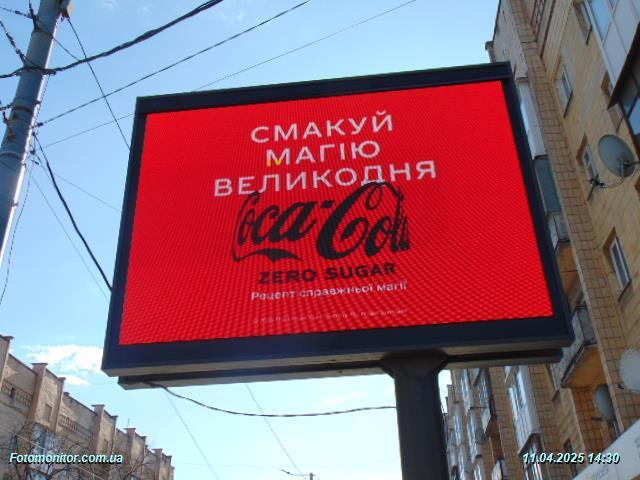 СМАКУЙ
МАГІЮ
ВЕЛИКОДНЯ
Coca-Cola
ZERO SUGAR
Рецепт справжньої магії
Fotomonitor.com.ua
11.04.2025 14:30